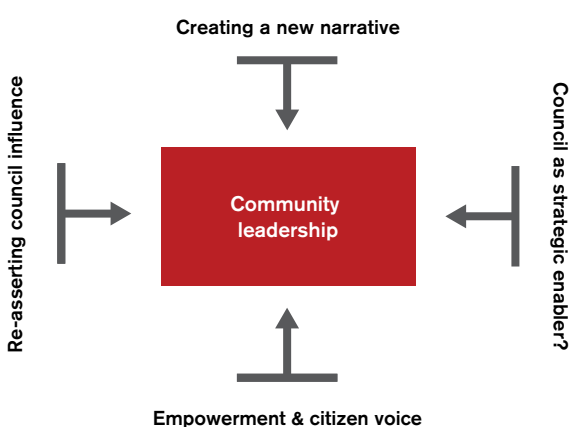 Creating a new narrative
Re-asserting council influence
Community
leadership
Council as strategic enabler?
Empowerment & citizen voice